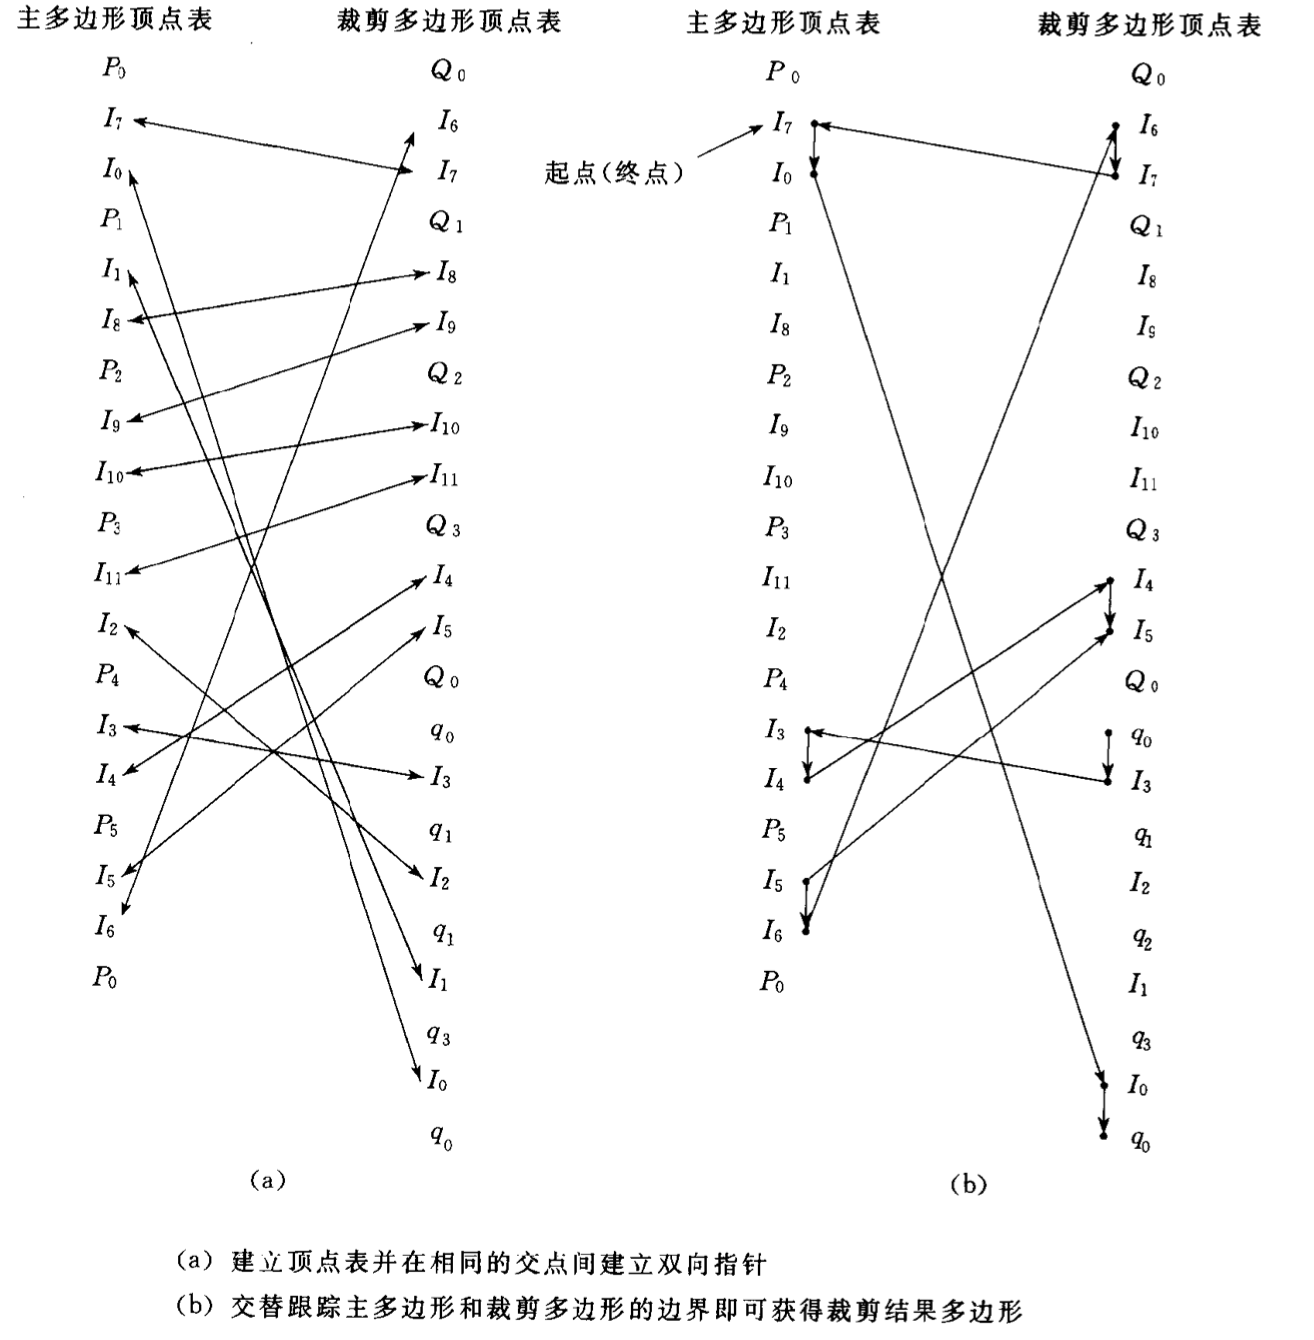 主多边形顶点表 裁剪多边形顶点表 主多边形顶点表 裁剪多边形顶点表
P₀ Q₀ P₀ Q₀
I₇ I₆ I₇ I₆
I₀ I₇ 起点(终点) I₀ I₇
P₁ Q₁ P₁ Q₁
I₁ I₈ I₁ I₈
I₈ I₉ I₈ I₉
P₂ Q₂ P₂ Q₂
I₉ I₁₀ I₉ I₁₀
I₁₀ I₁₁ I₁₀ I₁₁
P₃ Q₃ P₃ Q₃
I₁₁ I₄ I₁₁ I₄
I₂ I₅ I₂ I₅
P₄ Q₀ P₄ Q₀
I₃ q₀ I₃ q₀
I₄ I₃ I₄ I₃
P₅ q₁ P₅ q₁
I₅ I₂ I₅ I₂
I₆ q₁ I₆ q₂
P₀ I₁ P₀ I₁
q₃ q₃
I₀ I₀
q₀ q₀
(a) (b)
(a) 建立顶点表并在相同的交点间建立双向指针
(b) 交替跟踪主多边形和裁剪多边形的边界即可获得裁剪结果多边形